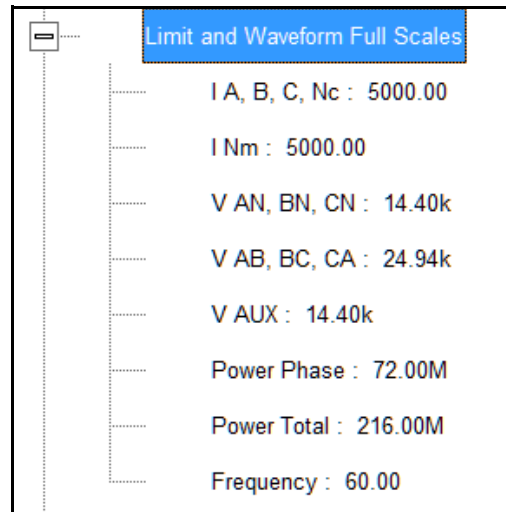 Limit and Waveform Full Scales
I A, B, C, Nc : 5000.00
I Nm : 5000.00
V AN, BN, CN : 14.40k
V AB, BC, CA : 24.94k
V AUX : 14.40k
Power Phase : 72.00M
Power Total : 216.00M
Frequency : 60.00